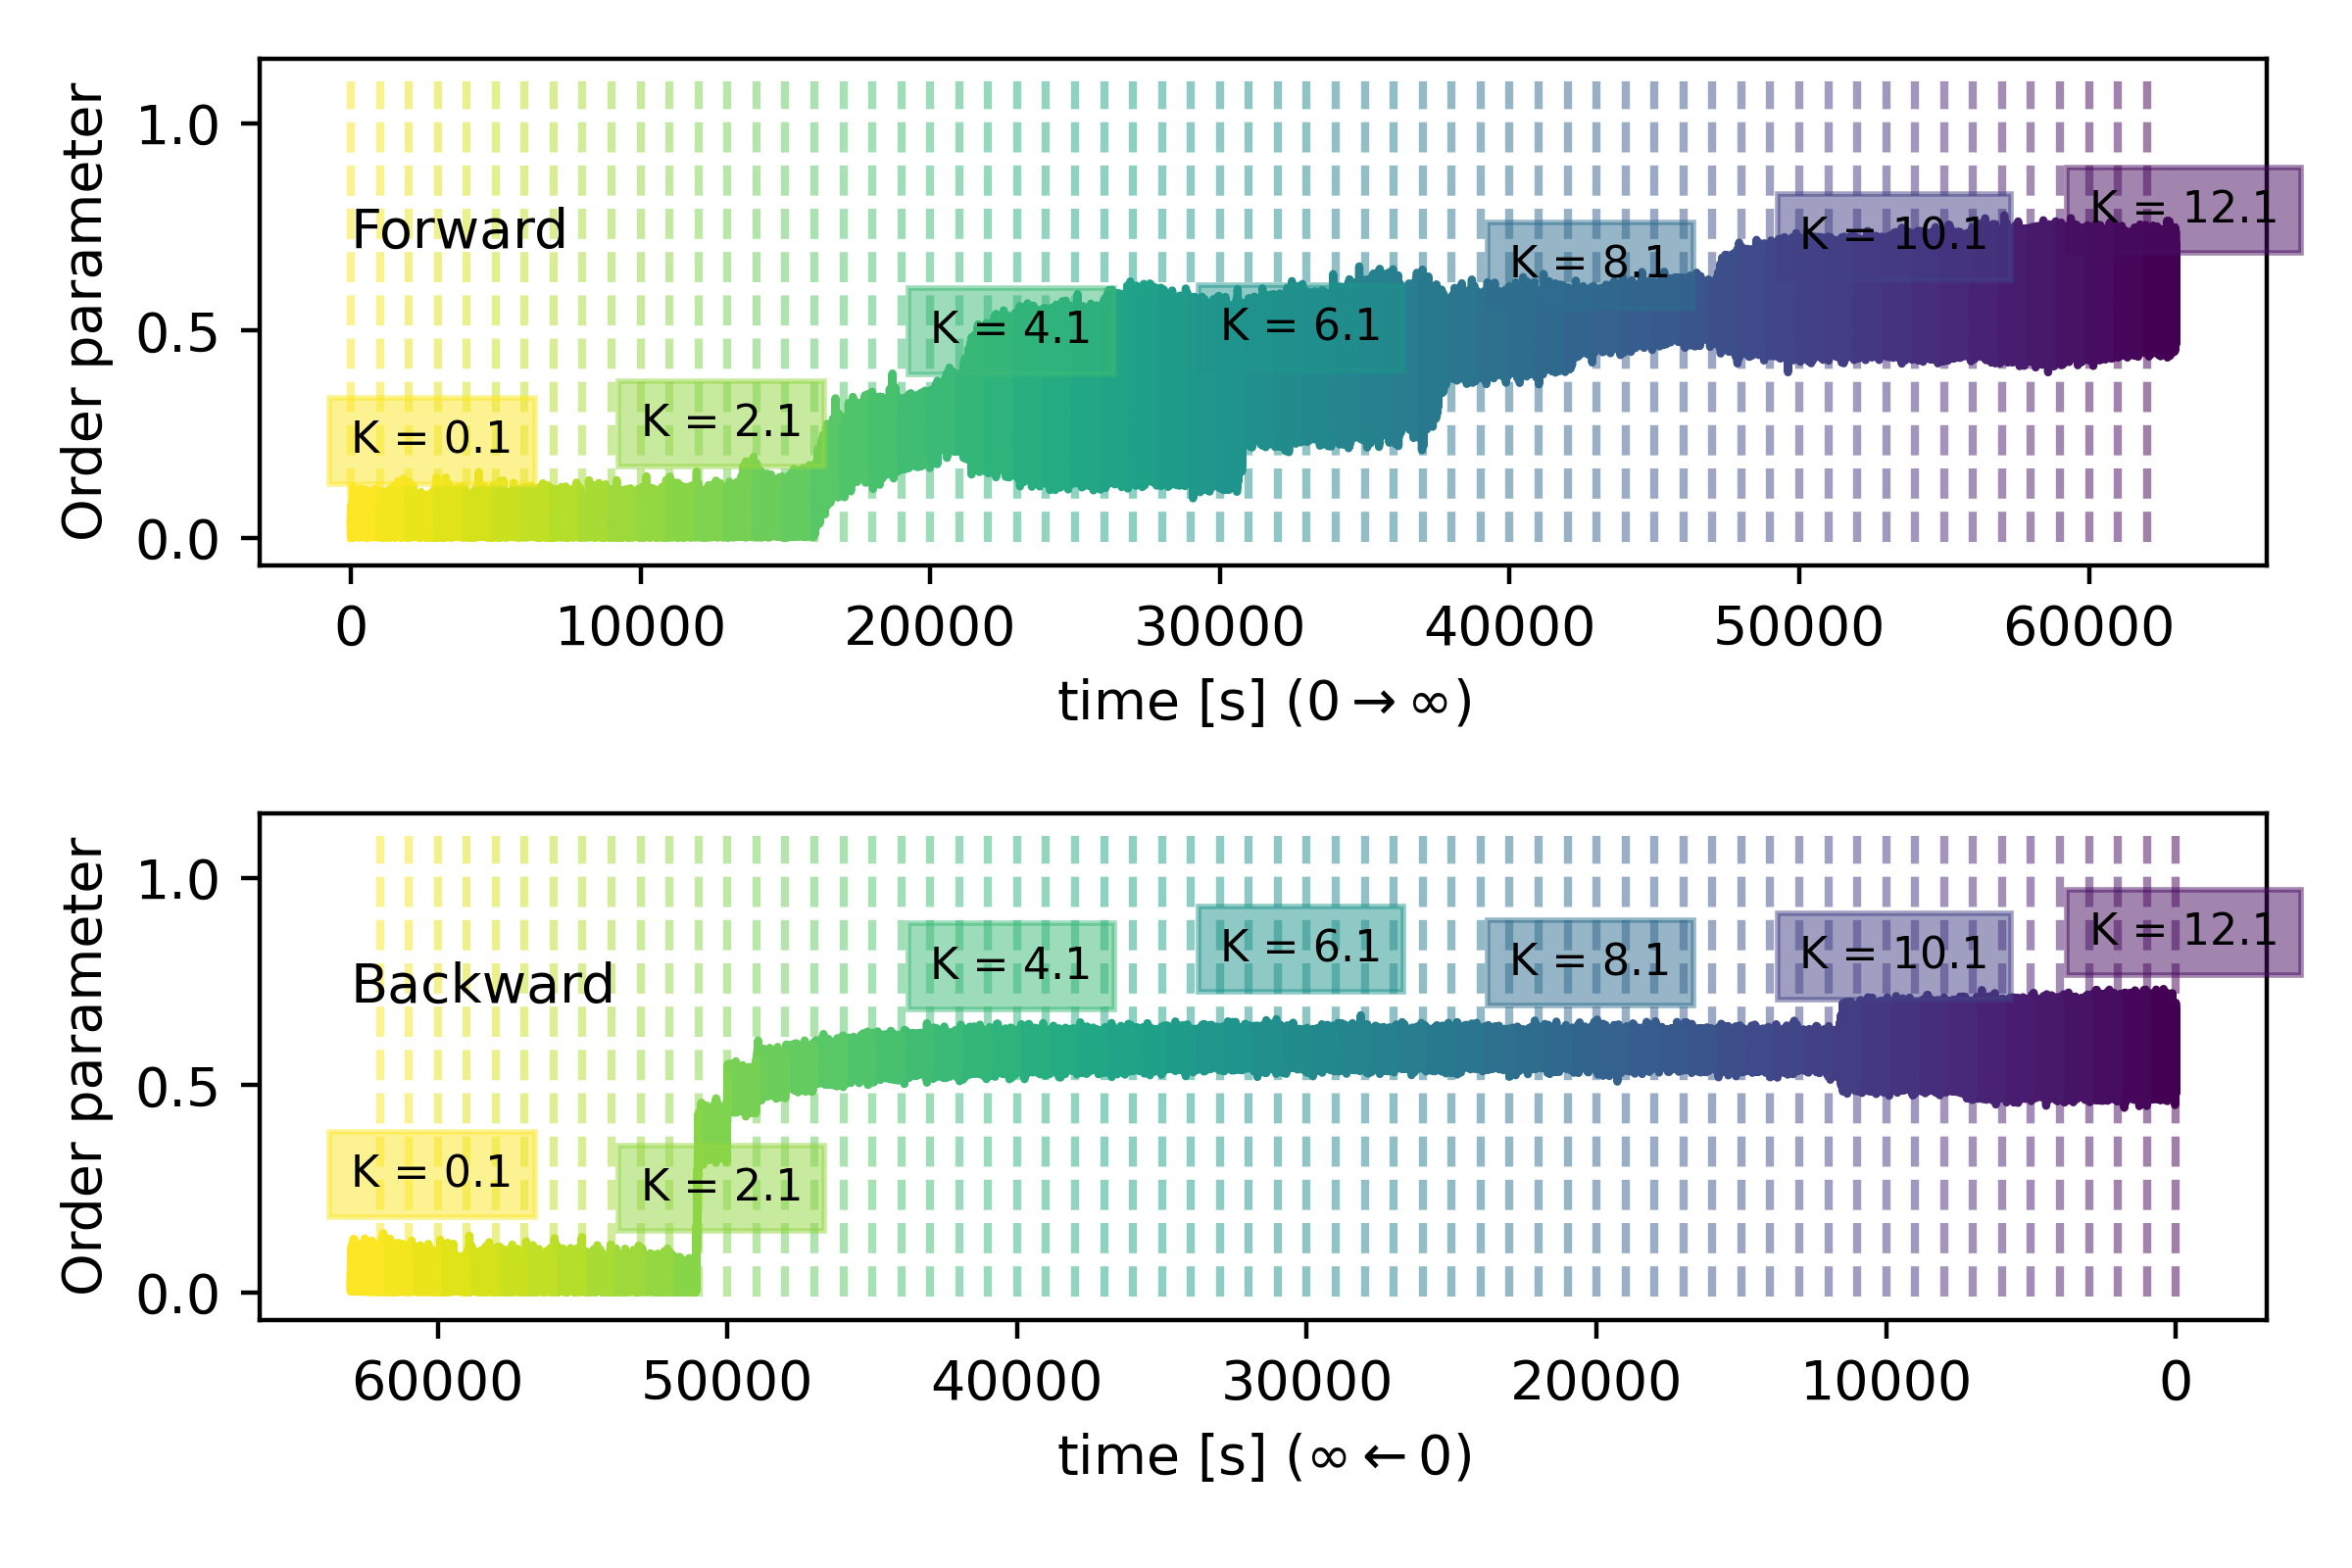 Order parameter
1.0
0.5
0.0
Forward
K = 0.1
K = 2.1
K = 4.1
K = 6.1
K = 8.1
K = 10.1
K = 12.1
0 10000 20000 30000 40000 50000 60000
time [s] (0 → ∞)
Order parameter
1.0
0.5
0.0
Backward
K = 0.1
K = 2.1
K = 4.1
K = 6.1
K = 8.1
K = 10.1
K = 12.1
60000 50000 40000 30000 20000 10000 0
time [s] (∞ ← 0)